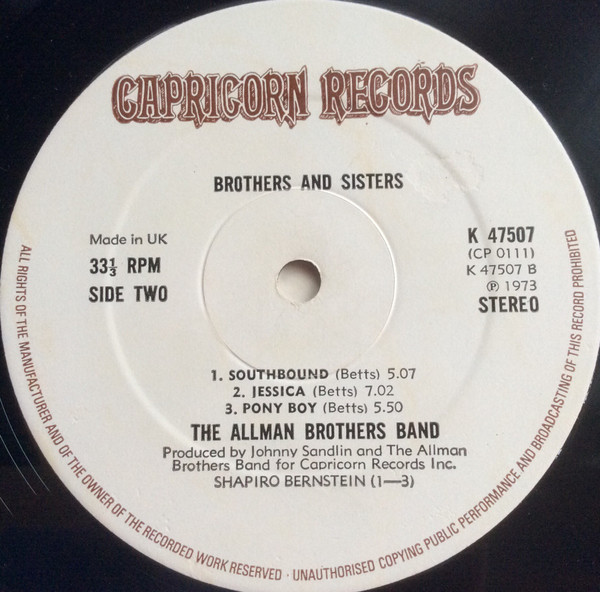 CAPRICORN RECORDS
BROTHERS AND SISTERS
Made in UK
33⅓ RPM
SIDE TWO
K 47507
(CP 0111)
K 47507 B
℗ 1973
STEREO
1. SOUTHBOUND (Betts) 5.07
2. JESSICA (Betts) 7.02
3. PONY BOY (Betts) 5.50
THE ALLMAN BROTHERS BAND
Produced by Johnny Sandlin and The Allman
Brothers Band for Capricorn Records Inc.
SHAPIRO BERNSTEIN (1—3)
ALL RIGHTS OF THE MANUFACTURER AND OF THE OWNER OF THE RECORDED WORK RESERVED · UNAUTHORISED COPYING PUBLIC PERFORMANCE AND BROADCASTING OF THIS RECORD PROHIBITED